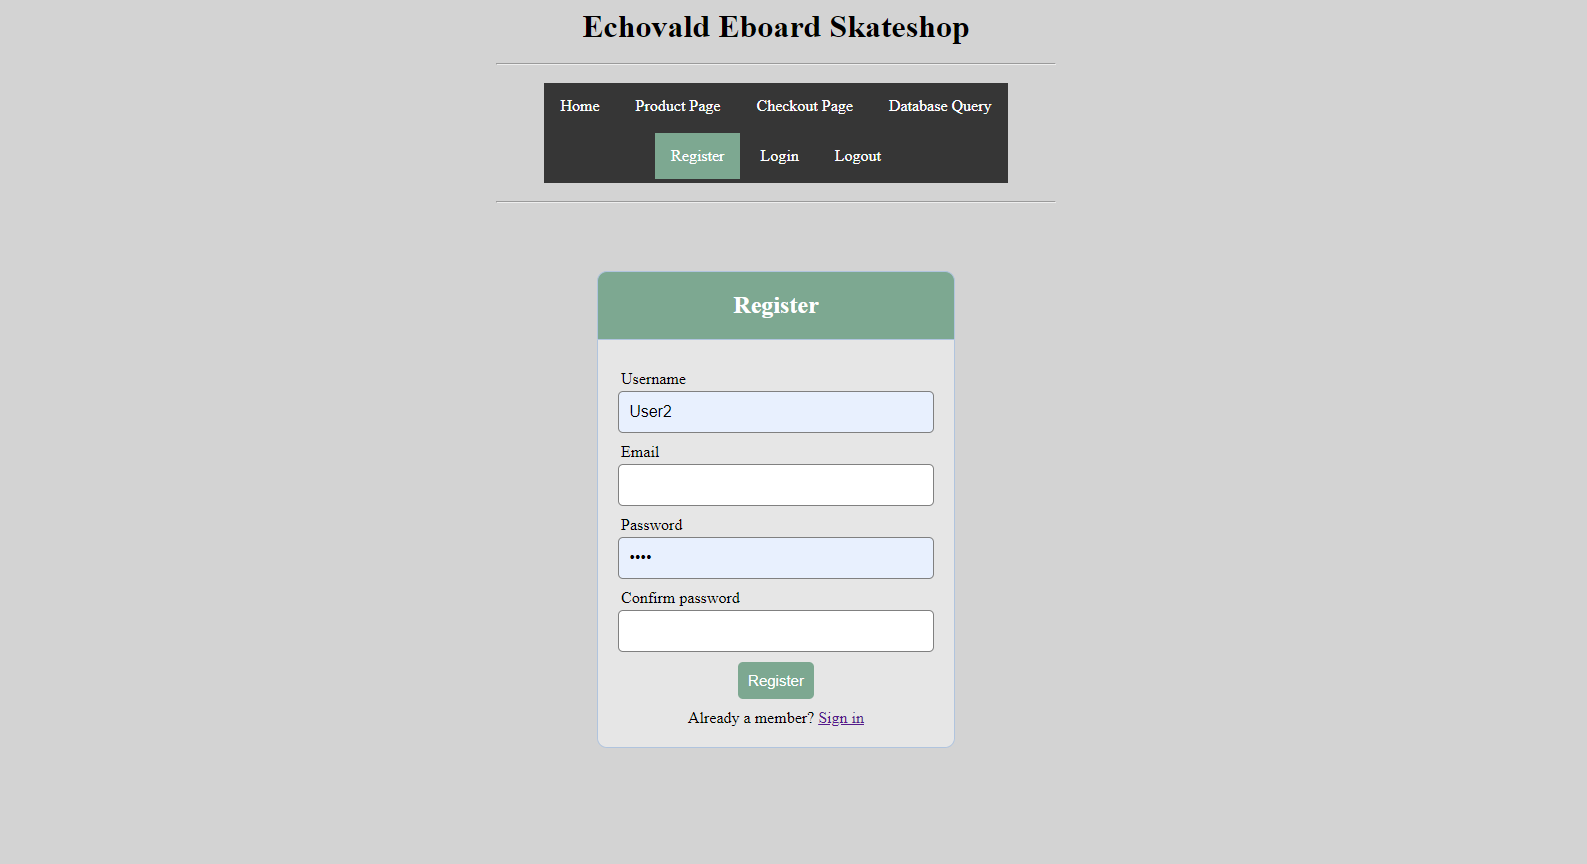 Echovald Eboard Skateshop
Home Product Page Checkout Page Database Query
Register Login Logout
Register
Username
User2
Email
Password
••••
Confirm password
Register
Already a member? Sign in